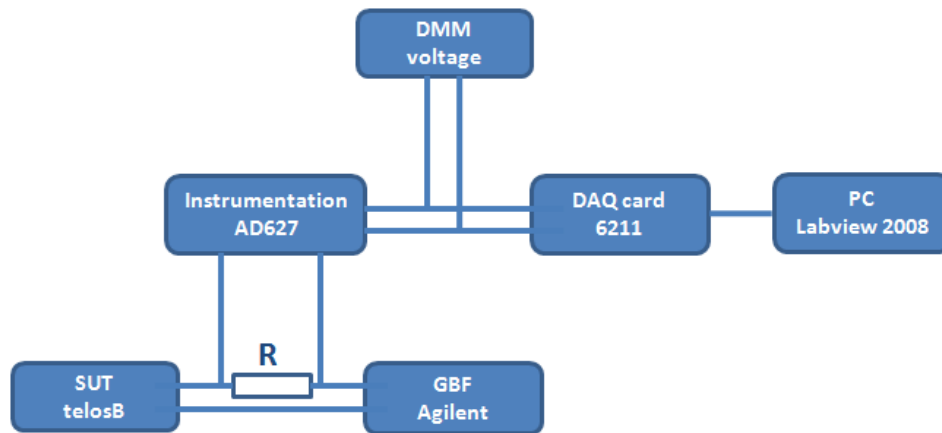 DMM
voltage
Instrumentation
AD627
DAQ card
6211
PC
Labview 2008
R
SUT
telosB
GBF
Agilent